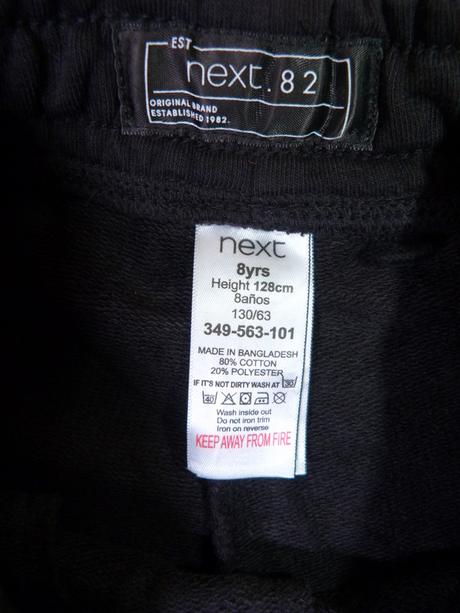 EST
next.82
ORIGINAL BRAND
ESTABLISHED 1982.
next
8yrs
Height 128cm
8años
130/63
349-563-101
MADE IN BANGLADESH
80% COTTON
20% POLYESTER
IF IT'S NOT DIRTY WASH AT 30
40
Wash inside out
Do not iron trim
Iron on reverse
KEEP AWAY FROM FIRE